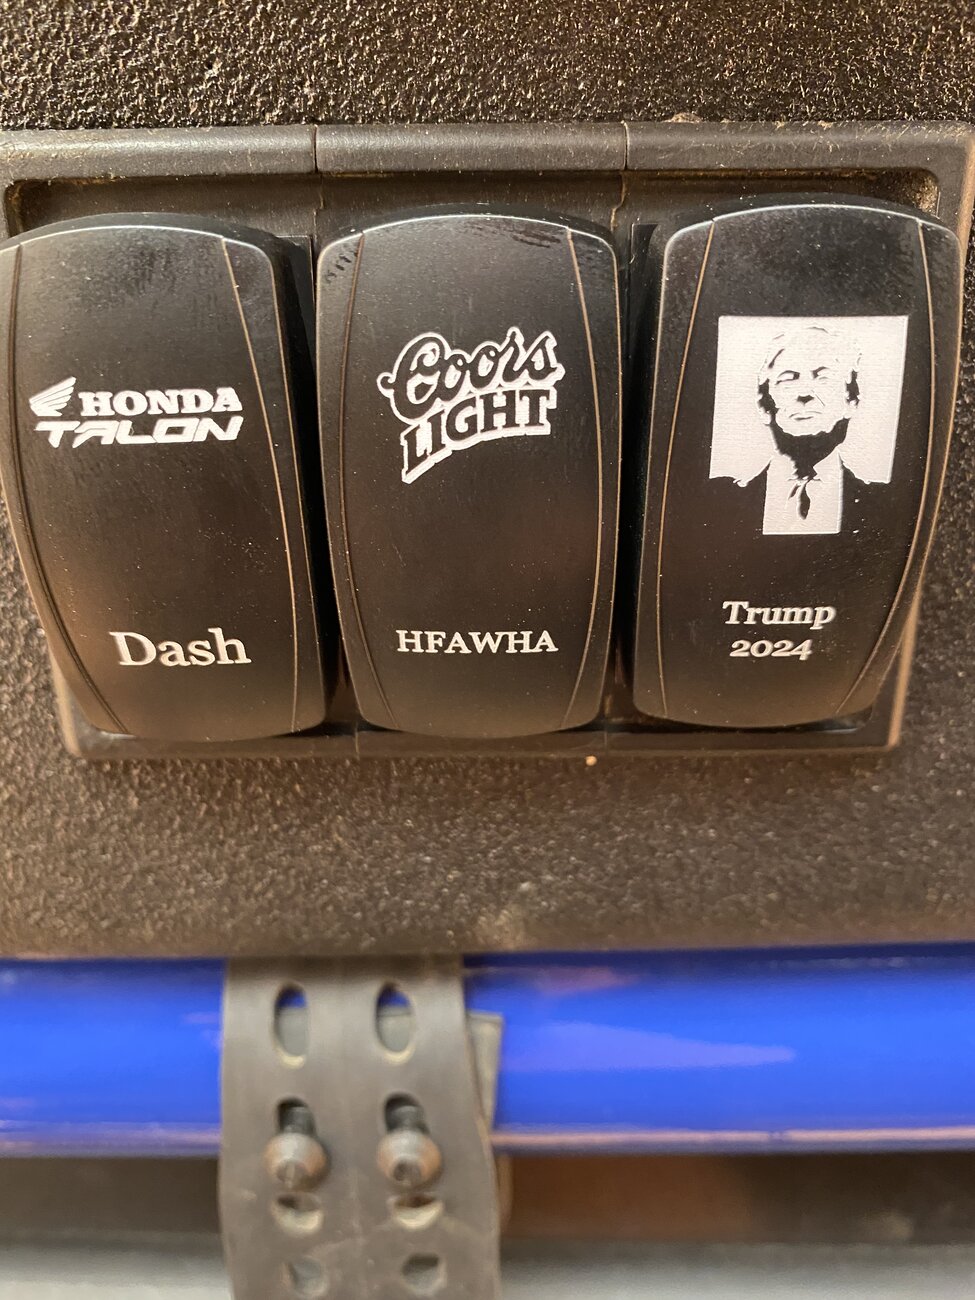 HONDA
TALON
Dash
Coors
LIGHT
HFAWHA
Trump
2024